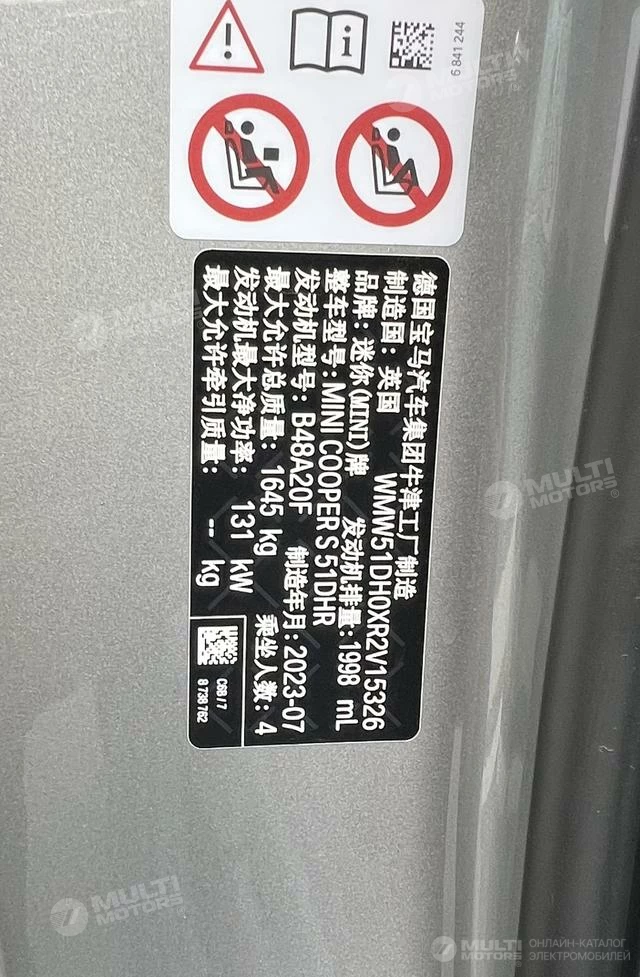 6 841 244
德国宝马汽车集团牛津工厂制造
制造国: 英国 WMW51DH0XR2V15326
品牌: 迷你(MINI)牌 发动机排量: 1998 mL
整车型号: MINI COOPER S 51DHR
发动机型号: B48A20F 制造年月: 2023-07
最大允许总质量: 1645 kg 乘坐人数: 4
发动机最大净功率: 131 kW
最大允许牵引质量: -- kg
CGB / 7
8 738 762
MULTI MOTORS
MULTI MOTORS
MULTI MOTORS
MULTI MOTORS
ОНЛАЙН-КАТАЛОГ
ЭЛЕКТРОМОБИЛЕЙ